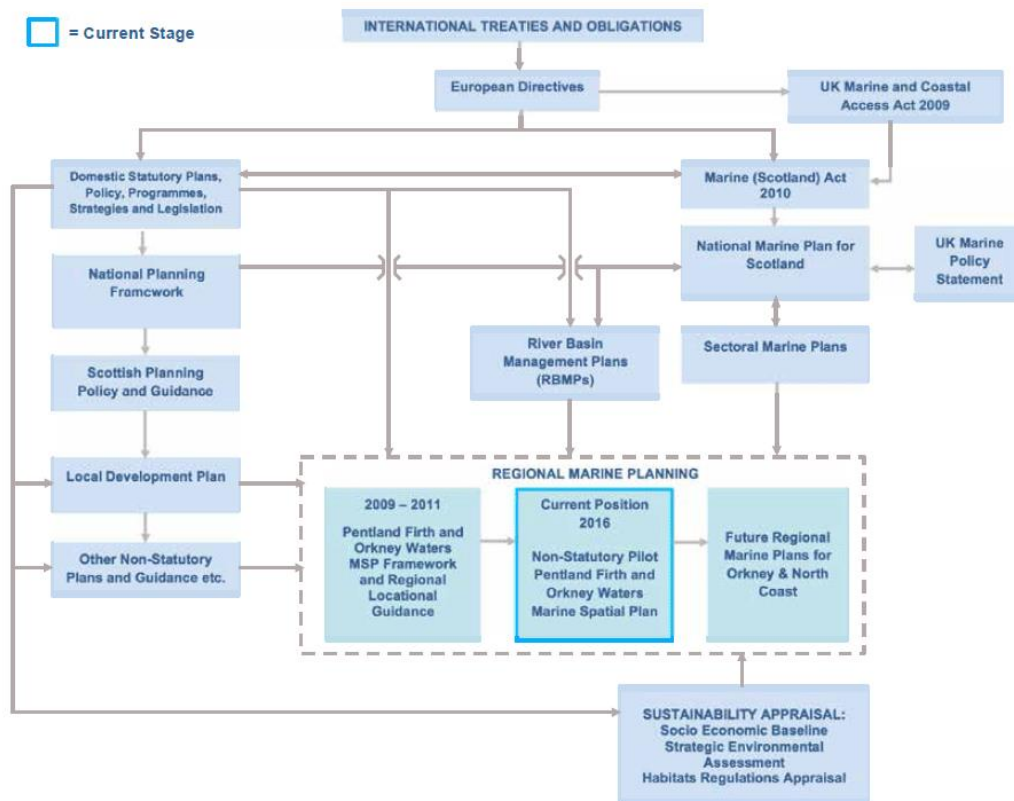 = Current Stage
INTERNATIONAL TREATIES AND OBLIGATIONS
European Directives
UK Marine and Coastal
Access Act 2009
Domestic Statutory Plans,
Policy, Programmes,
Strategies and Legislation
Marine (Scotland) Act
2010
National Planning
Framcwork
National Marine Plan for
Scotland
UK Marine
Policy
Statement
River Basin
Management Plans
(RBMPs)
Sectoral Marine Plans
Scottish Planning
Policy and Guidance
Local Development Plan
Other Non-Statutory
Plans and Guidance etc.
REGIONAL MARINE PLANNING
2009 – 2011
Pentland Firth and
Orkney Waters
MSP Framework
and Regional
Locational
Guidance
Current Position
2016
Non-Statutory Pilot
Pentland Firth and
Orkney Waters
Marine Spatial Plan
Future Regional
Marine Plans for
Orkney & North
Coast
SUSTAINABILITY APPRAISAL:
Socio Economic Baseline
Strategic Environmental
Assessment
Habitats Regulations Appraisal